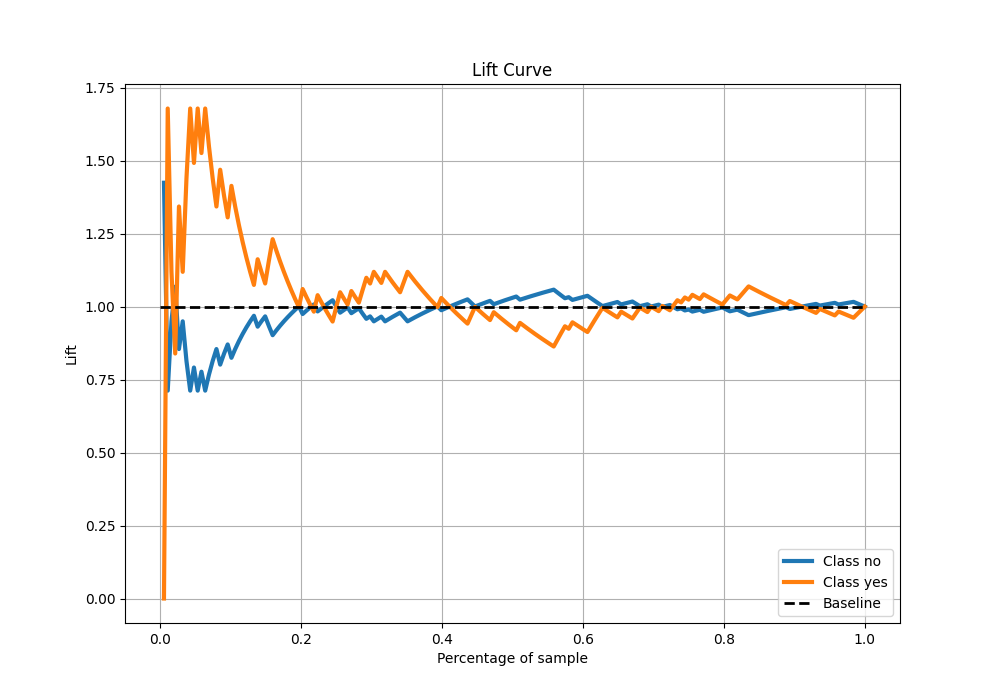 Lift Curve
1.75
1.50
1.25
1.00
0.75
0.50
0.25
0.00
Lift
0.0 0.2 0.4 0.6 0.8 1.0
Percentage of sample
Class no
Class yes
Baseline